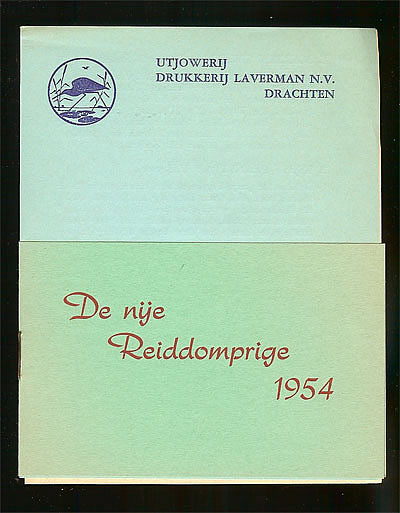 UTJOWERIJ
DRUKKERIJ LAVERMAN N.V.
DRACHTEN
De nije
Reiddomprige
1954